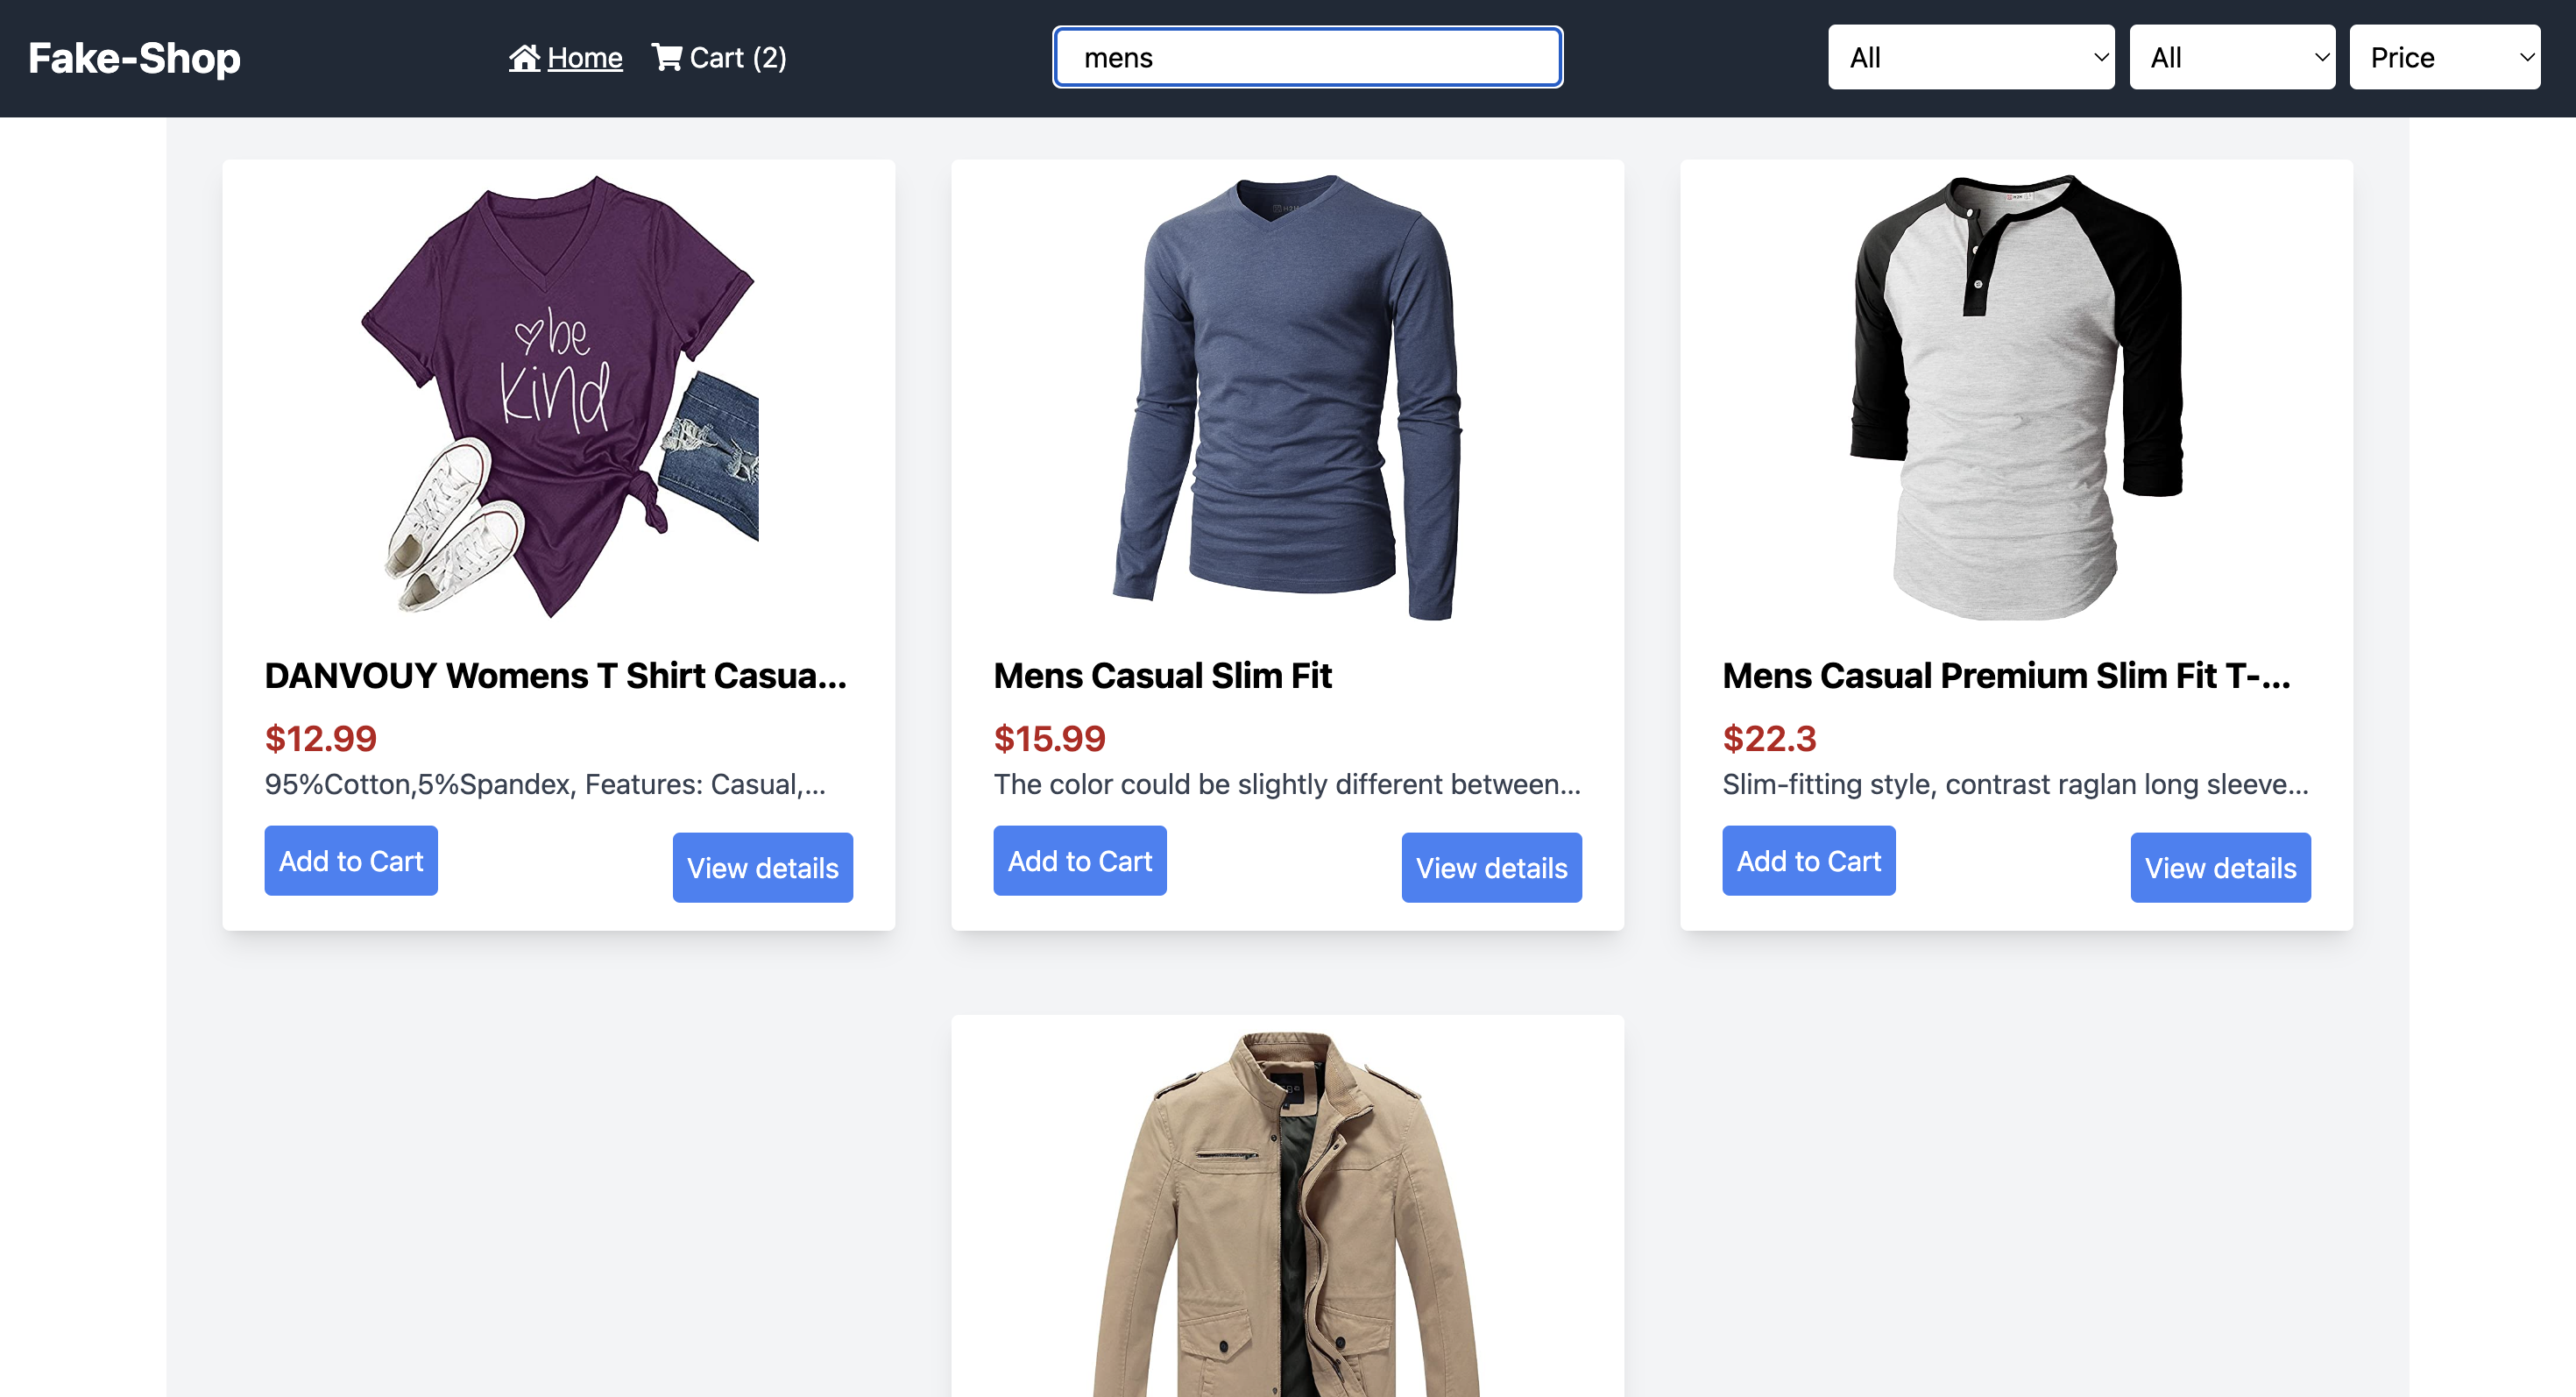 Fake-Shop
Home
Cart (2)
mens
All
All
Price
be
kind
DANVOUY Womens T Shirt Casua...
$12.99
95%Cotton,5%Spandex, Features: Casual,...
Add to Cart
View details
Mens Casual Slim Fit
$15.99
The color could be slightly different between...
Add to Cart
View details
Mens Casual Premium Slim Fit T-...
$22.3
Slim-fitting style, contrast raglan long sleeve...
Add to Cart
View details